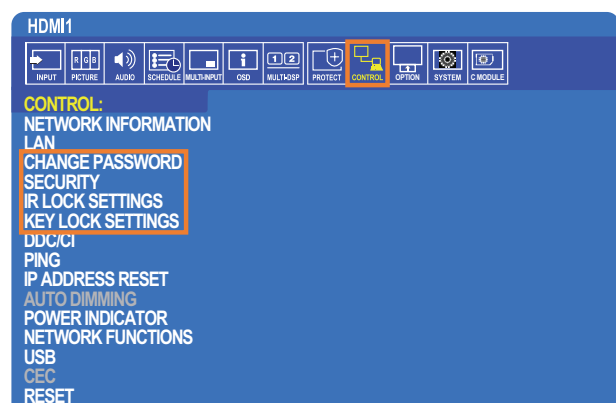 HDMI1
INPUT R G B PICTURE AUDIO SCHEDULE MULTI-INPUT OSD 1 2 MULTI-DSP PROTECT CONTROL OPTION SYSTEM C MODULE
CONTROL:
NETWORK INFORMATION
LAN
CHANGE PASSWORD
SECURITY
IR LOCK SETTINGS
KEY LOCK SETTINGS
DDC/CI
PING
IP ADDRESS RESET
AUTO DIMMING
POWER INDICATOR
NETWORK FUNCTIONS
USB
CEC
RESET